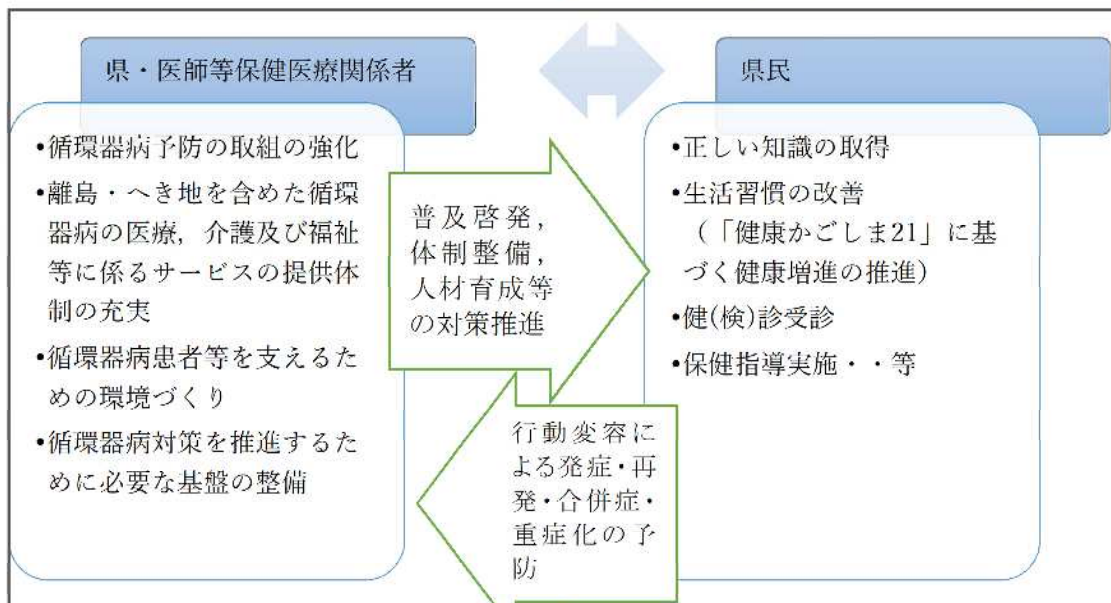 県・医師等保健医療関係者
•循環器病予防の取組の強化
•離島・へき地を含めた循環
器病の医療，介護及び福祉
等に係るサービスの提供体
制の充実
•循環器病患者等を支えるた
めの環境づくり
•循環器病対策を推進するた
めに必要な基盤の整備
普及啓発，
体制整備，
人材育成等
の対策推進
行動変容に
よる発症・再
発・合併症・
重症化の予
防
県民
•正しい知識の取得
•生活習慣の改善
（「健康かごしま21」に基
づく健康増進の推進）
•健(検)診受診
•保健指導実施・・等